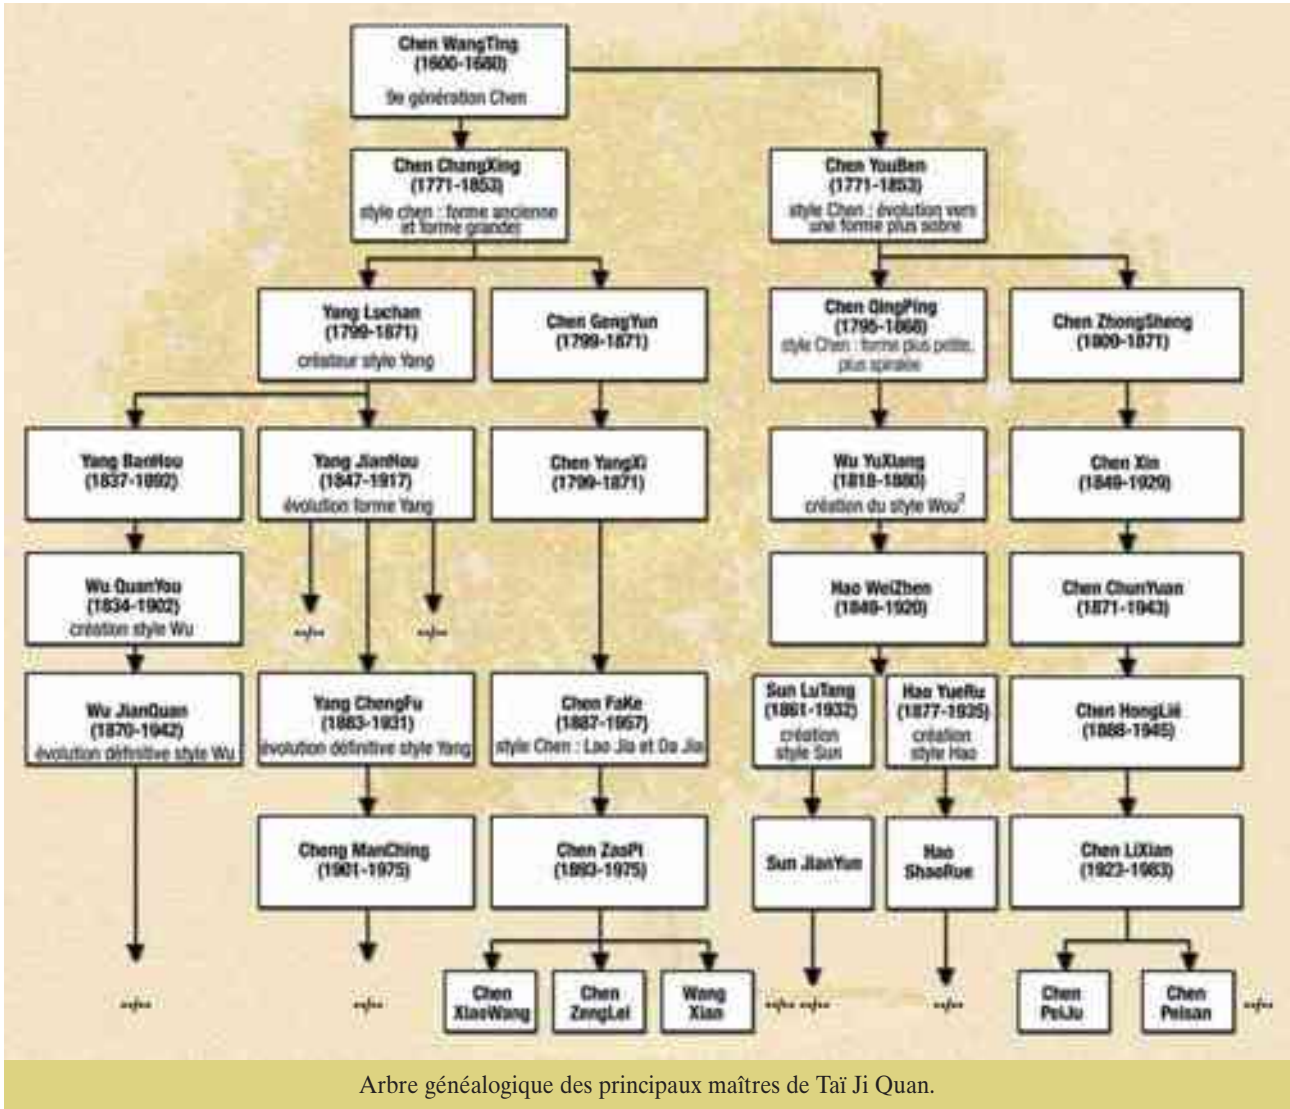 Chen WangTing
(1600-1680)
9e génération Chen
Chen ChangXing
(1771-1853)
style chen : forme ancienne
et forme grander
Chen YouBen
(1771-1853)
style Chen : évolution vers
une forme plus sobre
Yang Luchan
(1799-1871)
créateur style Yang
Chen GengYun
(1799-1871)
Chen QingPing
(1795-1868)
style Chen : forme plus petite,
plus spiralée
Chen ZhongSheng
(1809-1871)
Yang BanHou
(1837-1892)
Yang JianHou
(1847-1917)
évolution forme Yang
Chen YangXi
(1799-1871)
Wu YuXiang
(1818-1880)
création du style Wou²
Chen Xin
(1849-1929)
Wu QuanYou
(1834-1902)
création style Wu
--/--
--/--
Hao WeiZhen
(1849-1920)
Chen ChunYuan
(1871-1943)
Wu JianQuan
(1870-1942)
évolution définitive style Wu
Yang ChengFu
(1883-1931)
évolution définitive style Yang
Chen FaKe
(1887-1957)
style Chen : Lao Jia et Da Jia
Sun LuTang
(1861-1932)
création
style Sun
Hao YueRu
(1877-1935)
création
style Hao
Chen HongLié
(1888-1945)
Cheng ManChing
(1901-1975)
Chen ZaoPi
(1893-1975)
Sun JianYun
Hao
ShaoRue
Chen LiXian
(1923-1983)
--/--
--/--
Chen
XiaoWang
Chen
ZengLei
Wang
Xian
--/-- --/--
--/--
Chen
PeiJu
Chen
Peisan
--/--
Arbre généalogique des principaux maîtres de Taï Ji Quan.